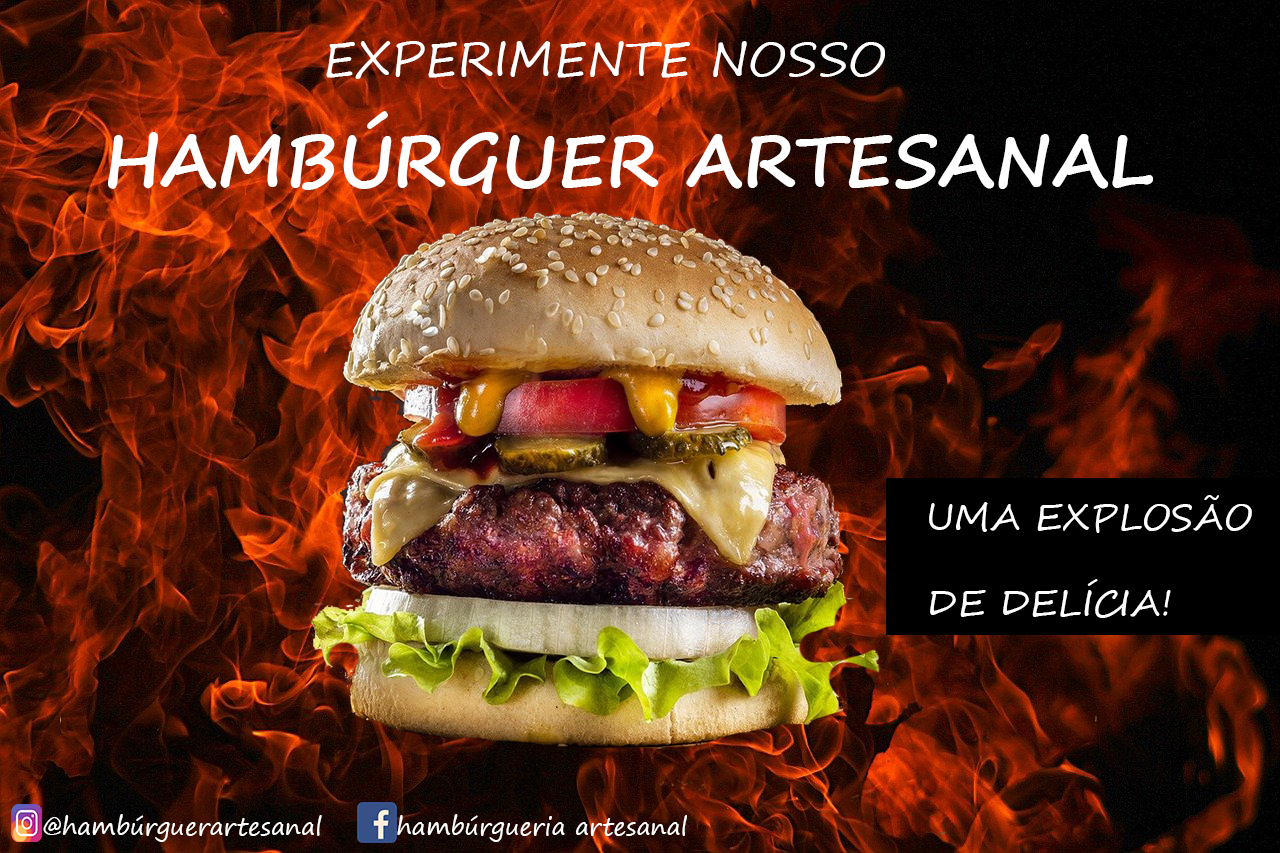 EXPERIMENTE NOSSO
HAMBÚRGUER ARTESANAL
UMA EXPLOSÃO
DE DELÍCIA!
@hambúrguerartesanal
hambúrgueria artesanal